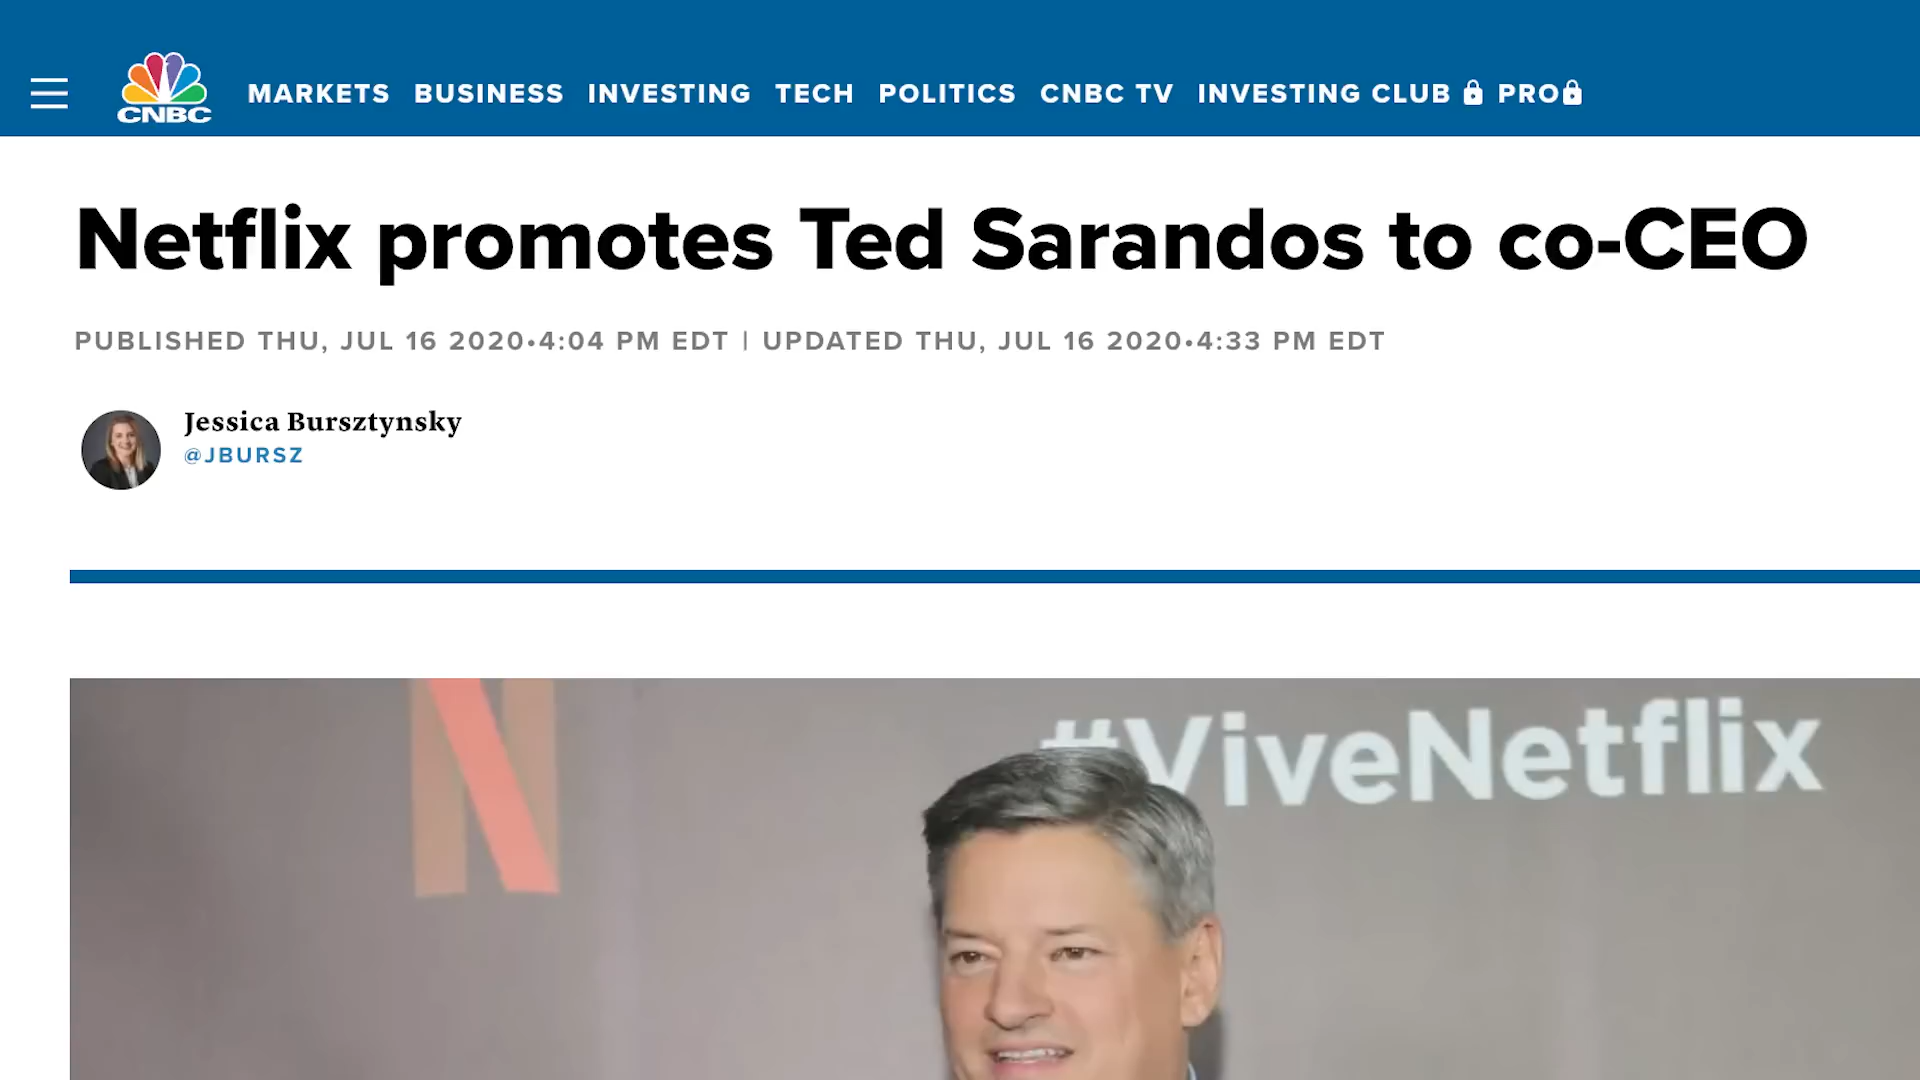 CNBC
MARKETS BUSINESS INVESTING TECH POLITICS CNBC TV INVESTING CLUB PRO
Netflix promotes Ted Sarandos to co-CEO
PUBLISHED THU, JUL 16 2020•4:04 PM EDT | UPDATED THU, JUL 16 2020•4:33 PM EDT
Jessica Bursztynsky
@JBURSZ
N
#ViveNetflix